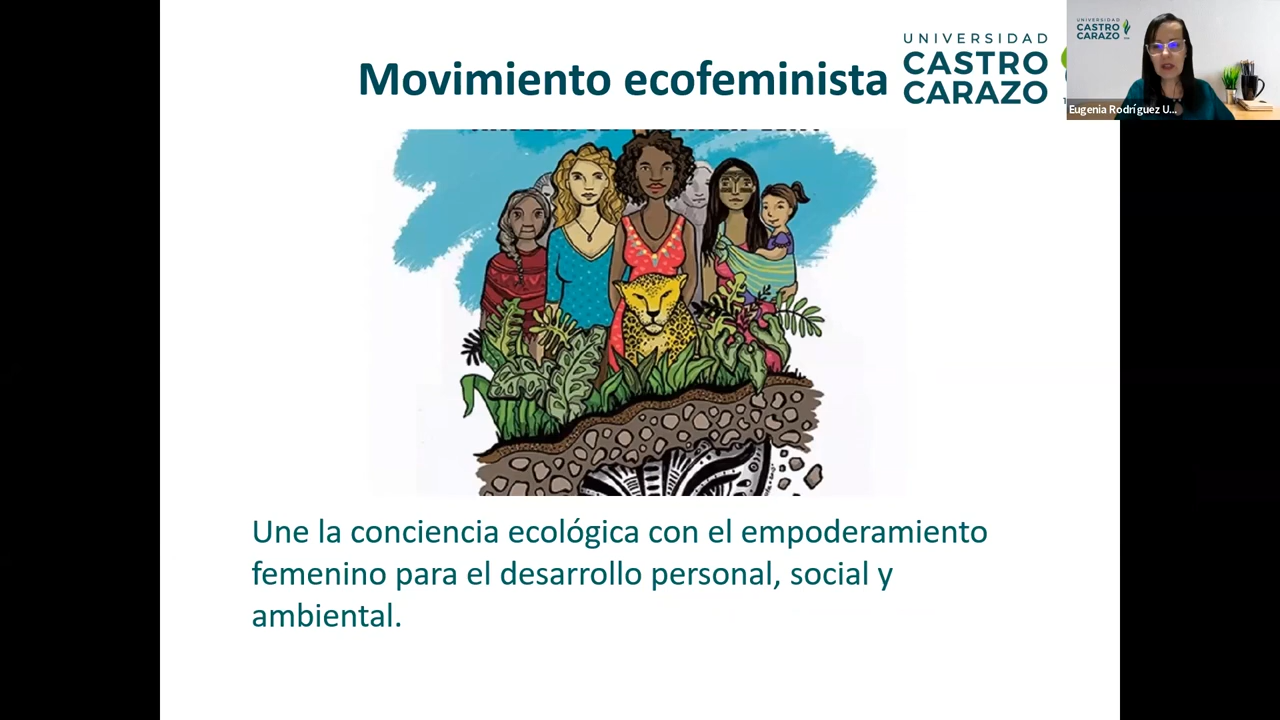 Movimiento ecofeminista
UNIVERSIDAD
CASTRO
CARAZO
UNIVERSIDAD
CASTRO
CARAZO
Eugenia Rodríguez U...
Une la conciencia ecológica con el empoderamiento
femenino para el desarrollo personal, social y
ambiental.